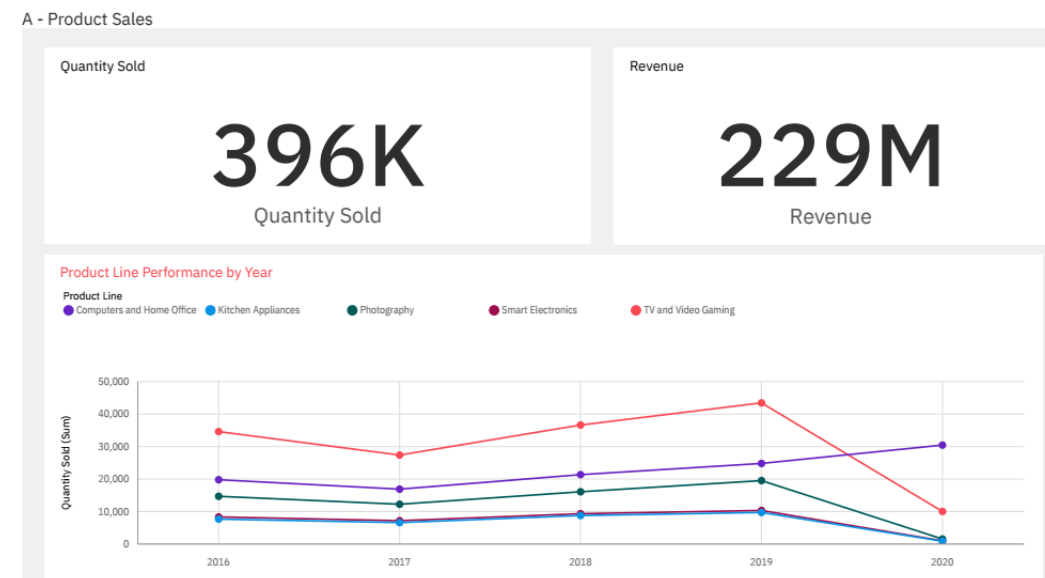 A - Product Sales
Quantity Sold
Revenue
396K
229M
Quantity Sold
Revenue
Product Line Performance by Year
Product Line
Computers and Home Office Kitchen Appliances Photography Smart Electronics TV and Video Gaming
50,000
40,000
30,000
20,000
10,000
0
Quantity Sold (Sum)
2016 2017 2018 2019 2020